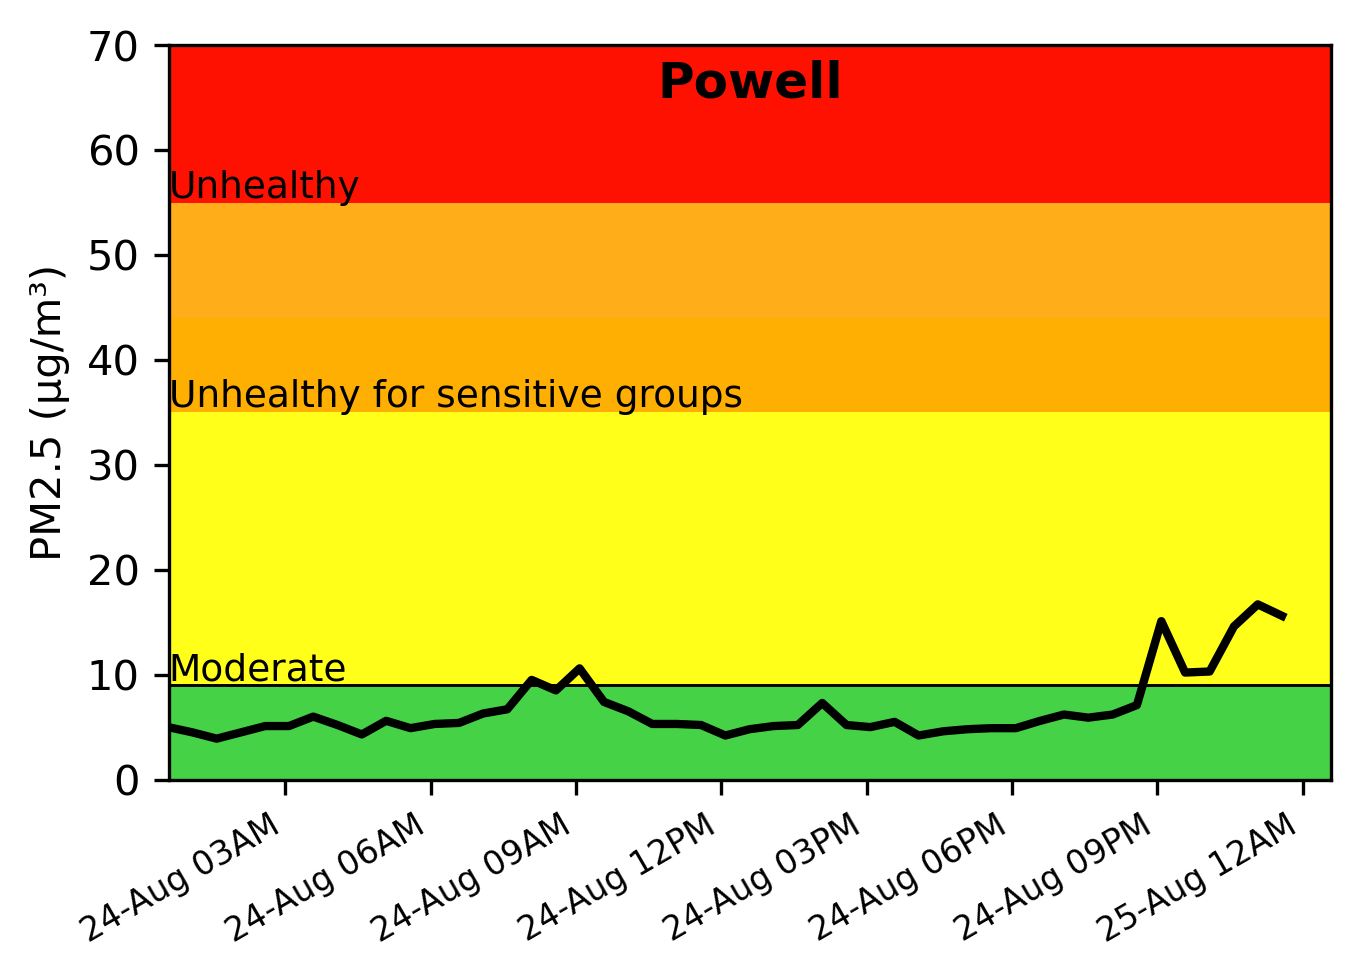 Powell
PM2.5 (µg/m³)
70
60
50
40
30
20
10
0
Unhealthy
Unhealthy for sensitive groups
Moderate
24-Aug 03AM
24-Aug 06AM
24-Aug 09AM
24-Aug 12PM
24-Aug 03PM
24-Aug 06PM
24-Aug 09PM
25-Aug 12AM